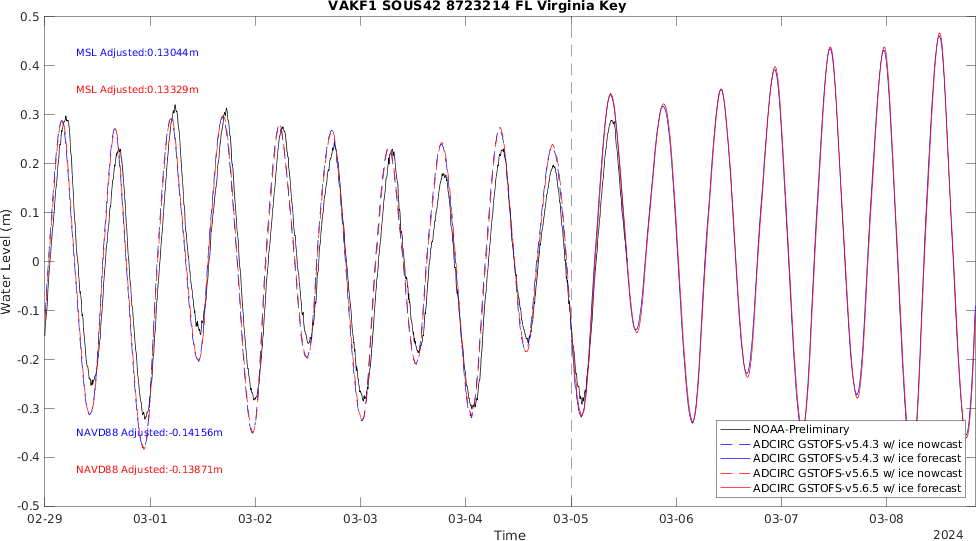 VAKF1 SOUS42 8723214 FL Virginia Key
0.5
0.4
0.3
0.2
0.1
0
-0.1
-0.2
-0.3
-0.4
-0.5
Water Level (m)
MSL Adjusted:0.13044m
MSL Adjusted:0.13329m
NAVD88 Adjusted:-0.14156m
NAVD88 Adjusted:-0.13871m
NOAA-Preliminary
ADCIRC GSTOFS-v5.4.3 w/ ice nowcast
ADCIRC GSTOFS-v5.4.3 w/ ice forecast
ADCIRC GSTOFS-v5.6.5 w/ ice nowcast
ADCIRC GSTOFS-v5.6.5 w/ ice forecast
02-29 03-01 03-02 03-03 03-04 03-05 03-06 03-07 03-08
Time
2024